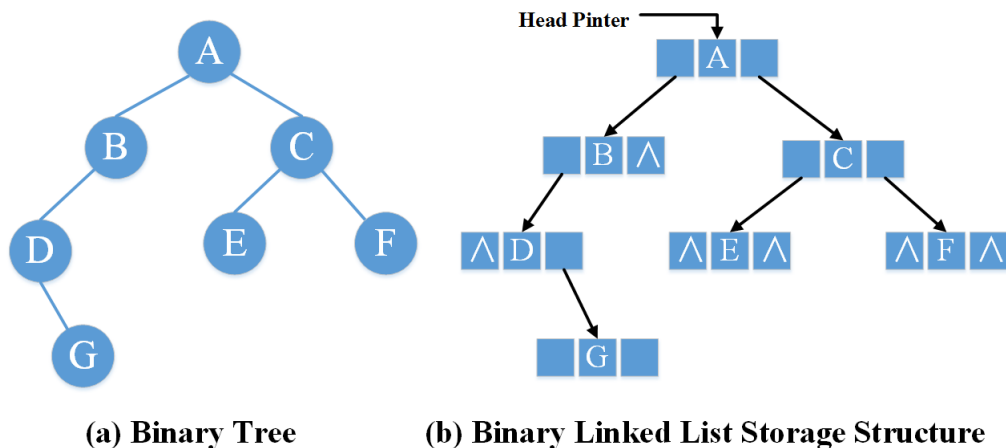 Head Pinter
A
A
B
C
B ∧
C
D
E
F
∧ D
∧ E ∧
∧ F ∧
G
G
(a) Binary Tree
(b) Binary Linked List Storage Structure